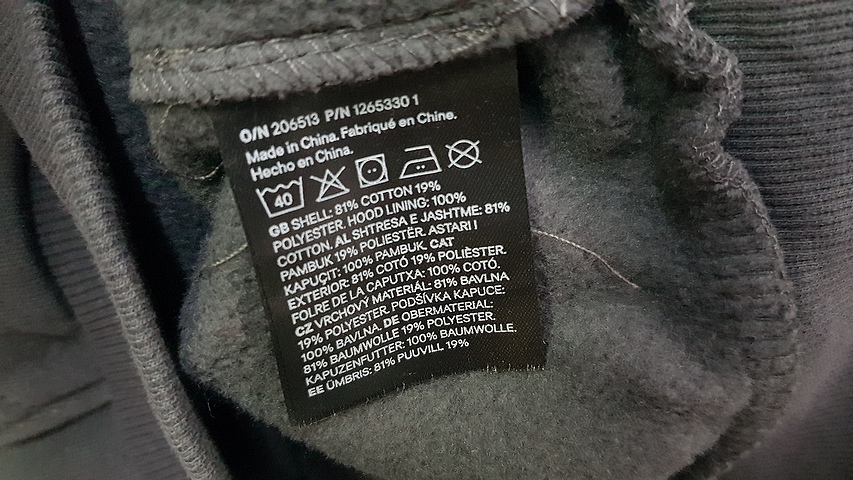 O/N 206513 P/N 1265330 1
Made in China. Fabriqué en Chine.
Hecho en China.
40
GB SHELL: 81% COTTON 19%
POLYESTER. HOOD LINING: 100%
COTTON. AL SHTRESA E JASHTME: 81%
PAMBUK 19% POLIESTËR. ASTARI I
KAPUÇIT: 100% PAMBUK. CAT
EXTERIOR: 81% COTÓ 19% POLIÈSTER.
FOLRE DE LA CAPUTXA: 100% COTÓ.
CZ VRCHOVÝ MATERIÁL: 81% BAVLNA
19% POLYESTER. PODŠÍVKA KAPUCE:
100% BAVLNA. DE OBERMATERIAL:
81% BAUMWOLLE 19% POLYESTER.
KAPUZENFUTTER: 100% BAUMWOLLE.
EE ÜMBRIS: 81% PUUVILL 19%